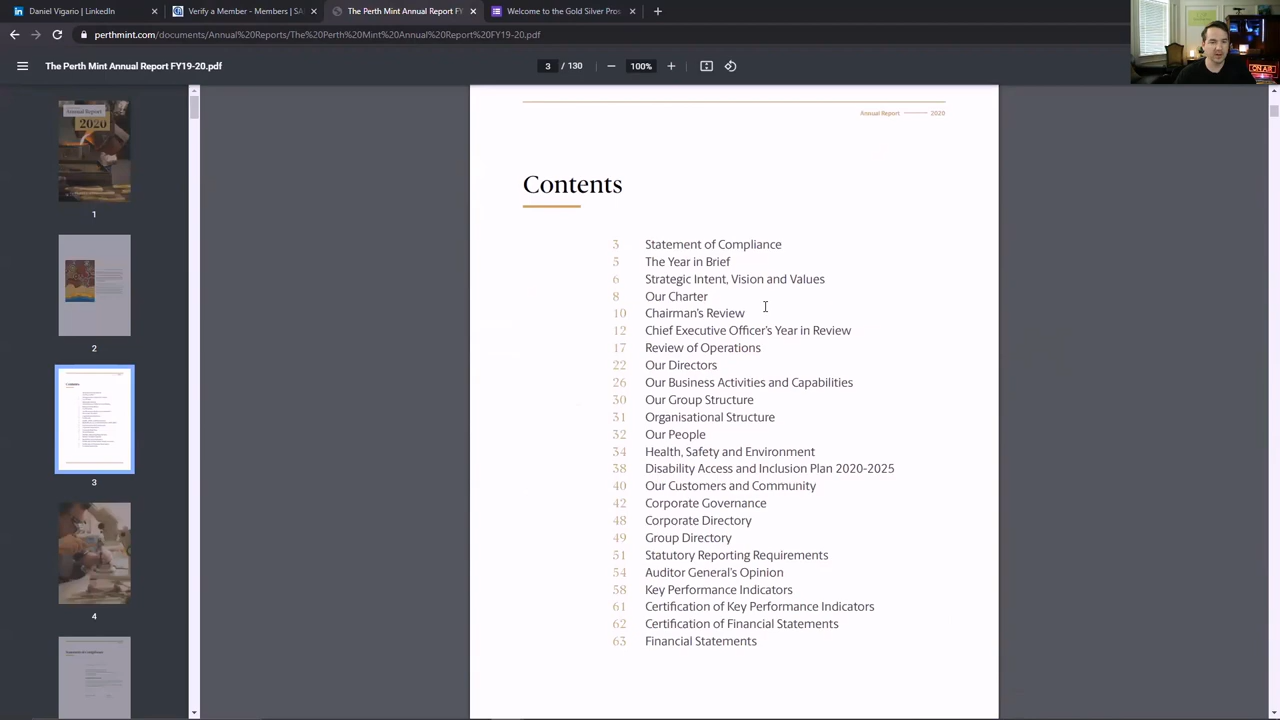 Daniel Vigario | LinkedIn
Verify a Member - Members | SA
The Perth Mint Annual Report FY
Welcome to the Gold Silver Pros
perthmint.com/documents/Annual%20Reports/The%20Perth%20Mint%20Annual%20Report%20FY19-20.pdf
The Perth Mint Annual Report FY19-20.pdf
/ 130
100%
Annual Report
2020
1
2
3
4
Annual Report
2020
Contents
3 Statement of Compliance
5 The Year in Brief
6 Strategic Intent, Vision and Values
8 Our Charter
10 Chairman's Review
12 Chief Executive Officer's Year in Review
17 Review of Operations
22 Our Directors
26 Our Business Activities and Capabilities
30 Our Group Structure
31 Organisational Structure
32 Our People
34 Health, Safety and Environment
38 Disability Access and Inclusion Plan 2020-2025
40 Our Customers and Community
42 Corporate Governance
48 Corporate Directory
49 Group Directory
51 Statutory Reporting Requirements
54 Auditor General's Opinion
58 Key Performance Indicators
61 Certification of Key Performance Indicators
62 Certification of Financial Statements
63 Financial Statements
ON AIR